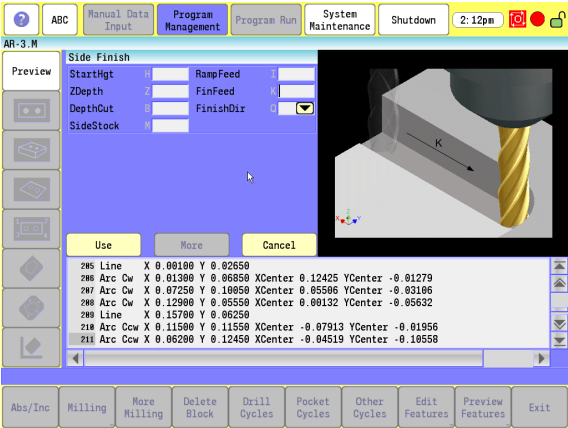 ?
ABC
Manual Data Input
Program Management
Program Run
System Maintenance
Shutdown
2:12pm
AR-3.M
Preview
Side Finish
StartHgt H
RampFeed I
ZDepth Z
FinFeed K
DepthCut B
FinishDir Q
SideStock M
K
Z
X
Y
Use
More
Cancel
205 Line X 0.00100 Y 0.02650
206 Arc Cw X 0.01300 Y 0.06850 XCenter 0.12425 YCenter -0.01279
207 Arc Cw X 0.07250 Y 0.10050 XCenter 0.05506 YCenter -0.03106
208 Arc Cw X 0.12900 Y 0.05550 XCenter 0.00132 YCenter -0.05632
209 Line X 0.15700 Y 0.06250
210 Arc Ccw X 0.11500 Y 0.11550 XCenter -0.07913 YCenter -0.01956
211 Arc Ccw X 0.06200 Y 0.12450 XCenter -0.04519 YCenter -0.10558
Abs/Inc
Milling
More Milling
Delete Block
Drill Cycles
Pocket Cycles
Other Cycles
Edit Features
Preview Features
Exit